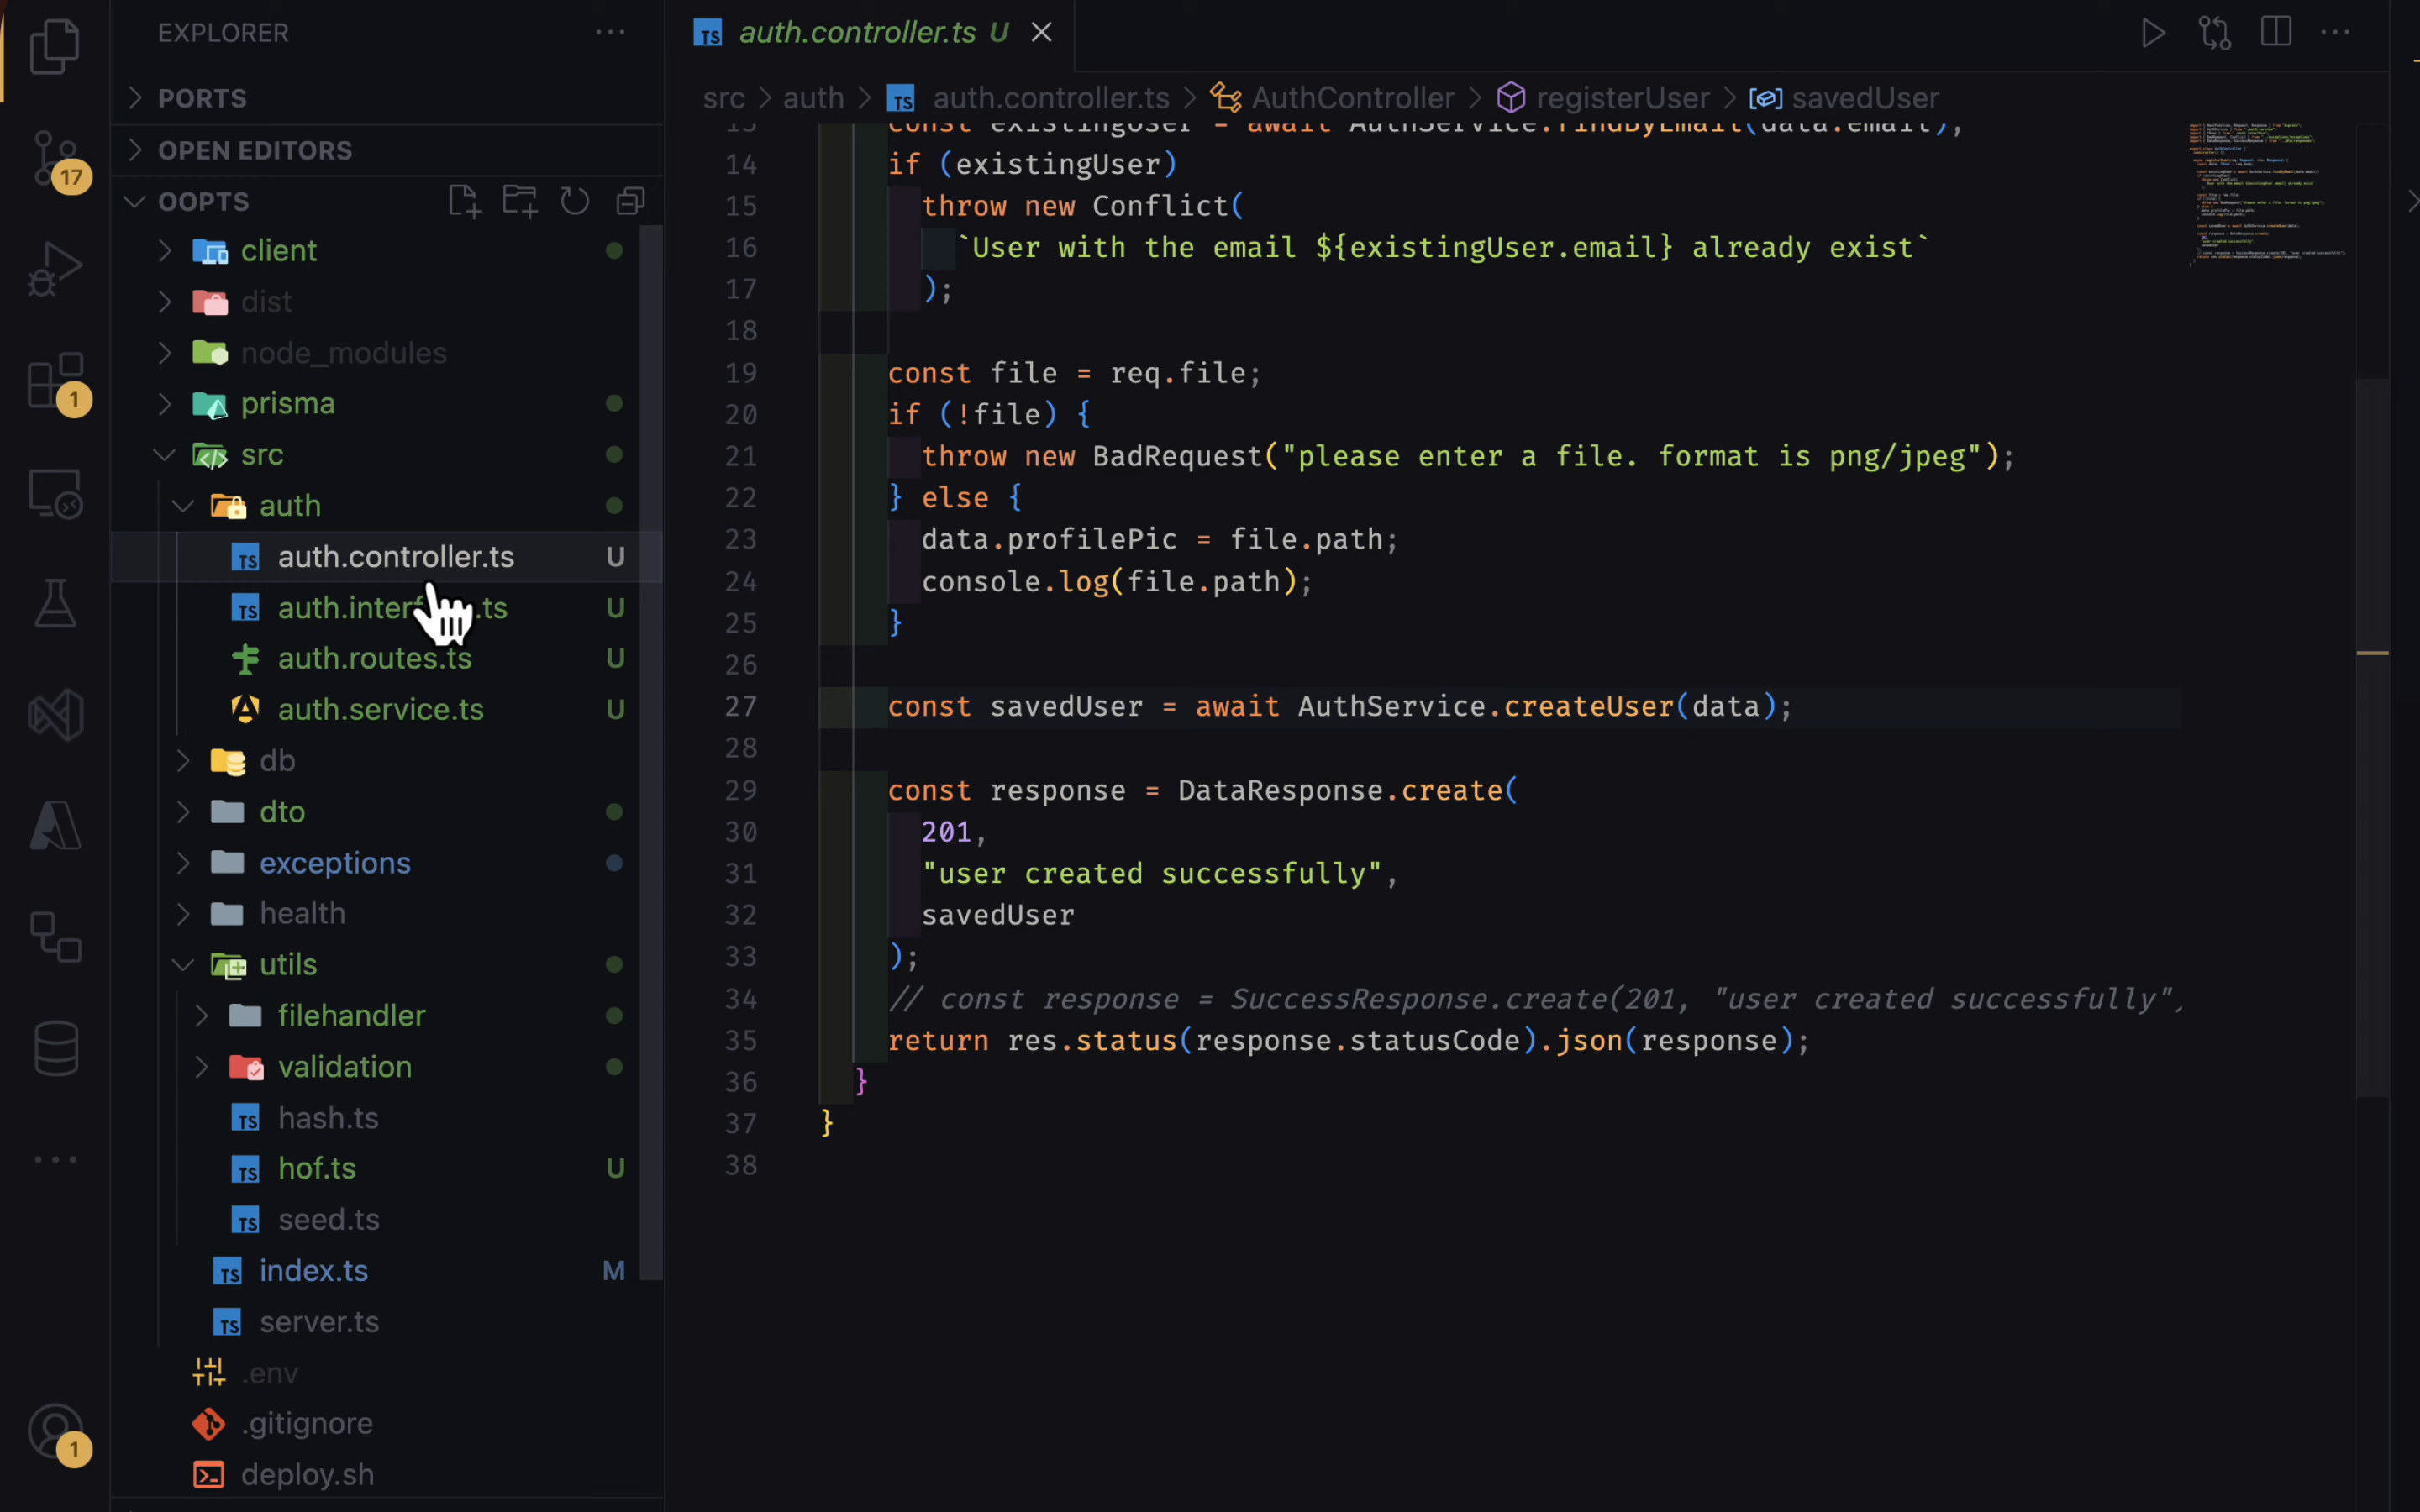 EXPLORER
PORTS
OPEN EDITORS
17
OOPTS
client
dist
node_modules
1
prisma
src
auth
auth.controller.ts U
auth.inter .ts U
auth.routes.ts U
auth.service.ts U
db
dto
exceptions
health
utils
filehandler
validation
hash.ts
hof.ts U
seed.ts
index.ts M
server.ts
.env
.gitignore
1
deploy.sh
TS auth.controller.ts U
src > auth > TS auth.controller.ts > AuthController > registerUser > savedUser
13 const existingUser = await AuthService.findByEmail(data.email);
14 if (existingUser)
15 throw new Conflict(
16 `User with the email ${existingUser.email} already exist`
17 );
18
19 const file = req.file;
20 if (!file) {
21 throw new BadRequest("please enter a file. format is png/jpeg");
22 } else {
23 data.profilePic = file.path;
24 console.log(file.path);
25 }
26
27 const savedUser = await AuthService.createUser(data);
28
29 const response = DataResponse.create(
30 201,
31 "user created successfully",
32 savedUser
33 );
34 // const response = SuccessResponse.create(201, "user created successfully",
35 return res.status(response.statusCode).json(response);
36 }
37 }
38